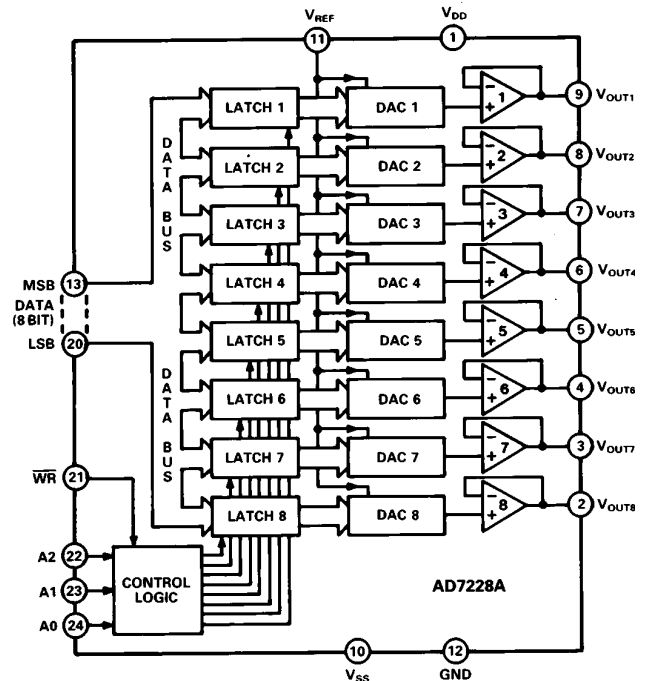 VREF
VDD
11
1
LATCH 1
DAC 1
1
9
VOUT1
LATCH 2
DAC 2
2
8
VOUT2
DATA BUS
LATCH 3
DAC 3
3
7
VOUT3
MSB
13
LATCH 4
DAC 4
4
6
VOUT4
DATA
(8 BIT)
LSB
20
LATCH 5
DAC 5
5
5
VOUT5
DATA BUS
LATCH 6
DAC 6
6
4
VOUT6
LATCH 7
DAC 7
7
3
VOUT7
WR
21
LATCH 8
DAC 8
8
2
VOUT8
A2
22
A1
23
A0
24
CONTROL
LOGIC
AD7228A
10
12
VSS
GND